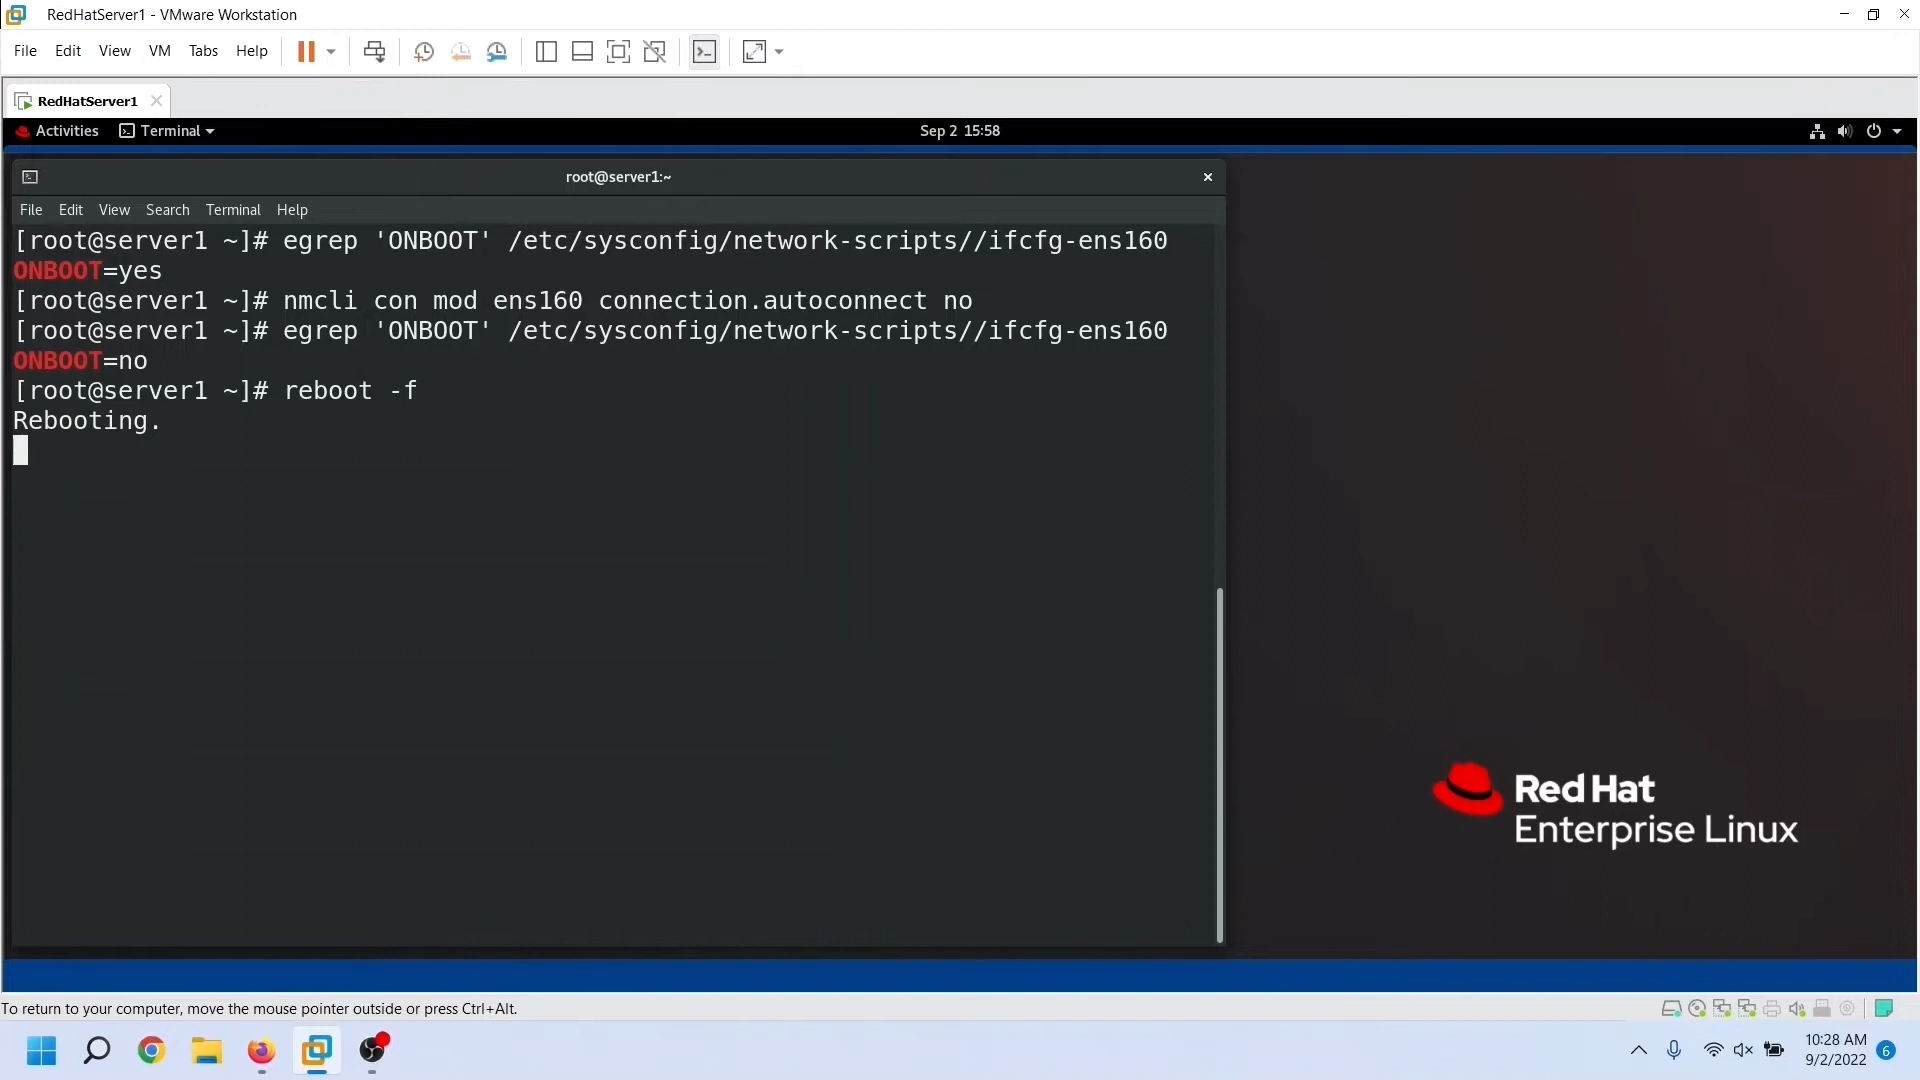 RedHatServer1 - VMware Workstation
File Edit View VM Tabs Help
RedHatServer1
Activities Terminal Sep 2 15:58
root@server1:~
File Edit View Search Terminal Help
[root@server1 ~]# egrep 'ONBOOT' /etc/sysconfig/network-scripts//ifcfg-ens160
ONBOOT=yes
[root@server1 ~]# nmcli con mod ens160 connection.autoconnect no
[root@server1 ~]# egrep 'ONBOOT' /etc/sysconfig/network-scripts//ifcfg-ens160
ONBOOT=no
[root@server1 ~]# reboot -f
Rebooting.
Red Hat
Enterprise Linux
To return to your computer, move the mouse pointer outside or press Ctrl+Alt.
10:28 AM
9/2/2022
6